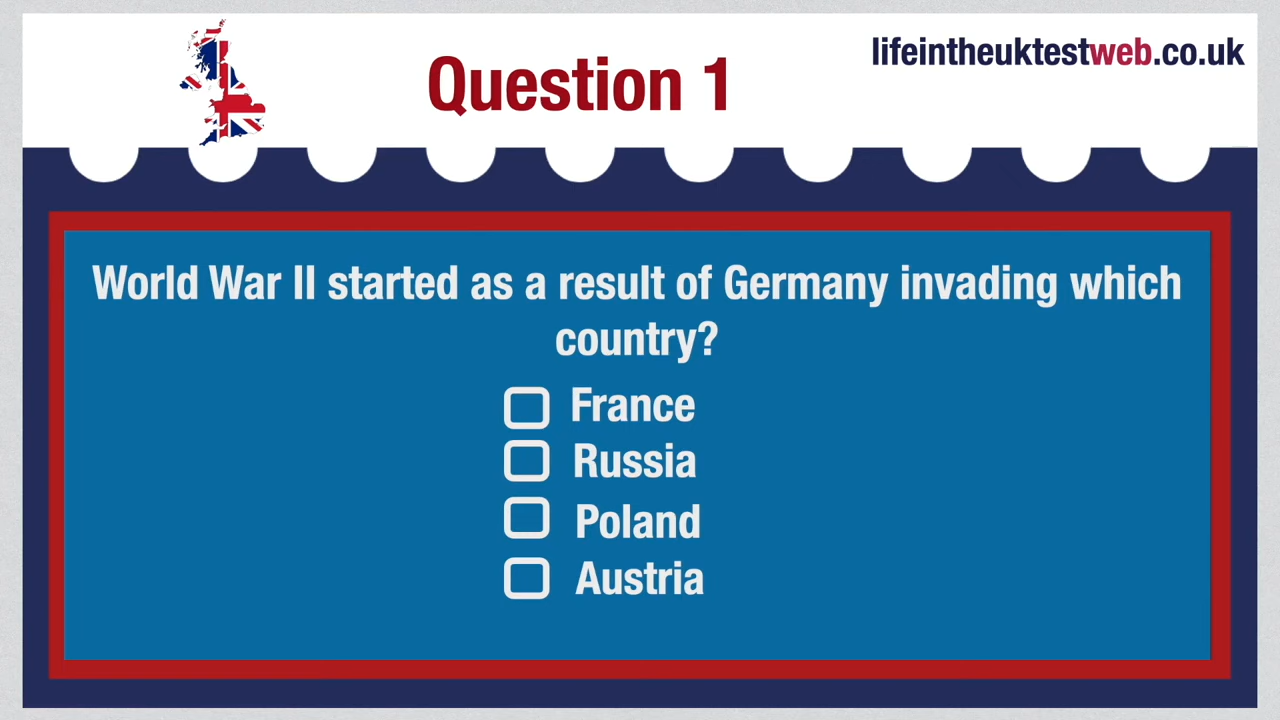 Question 1
lifeintheuktestweb.co.uk
World War II started as a result of Germany invading which
country?
France
Russia
Poland
Austria